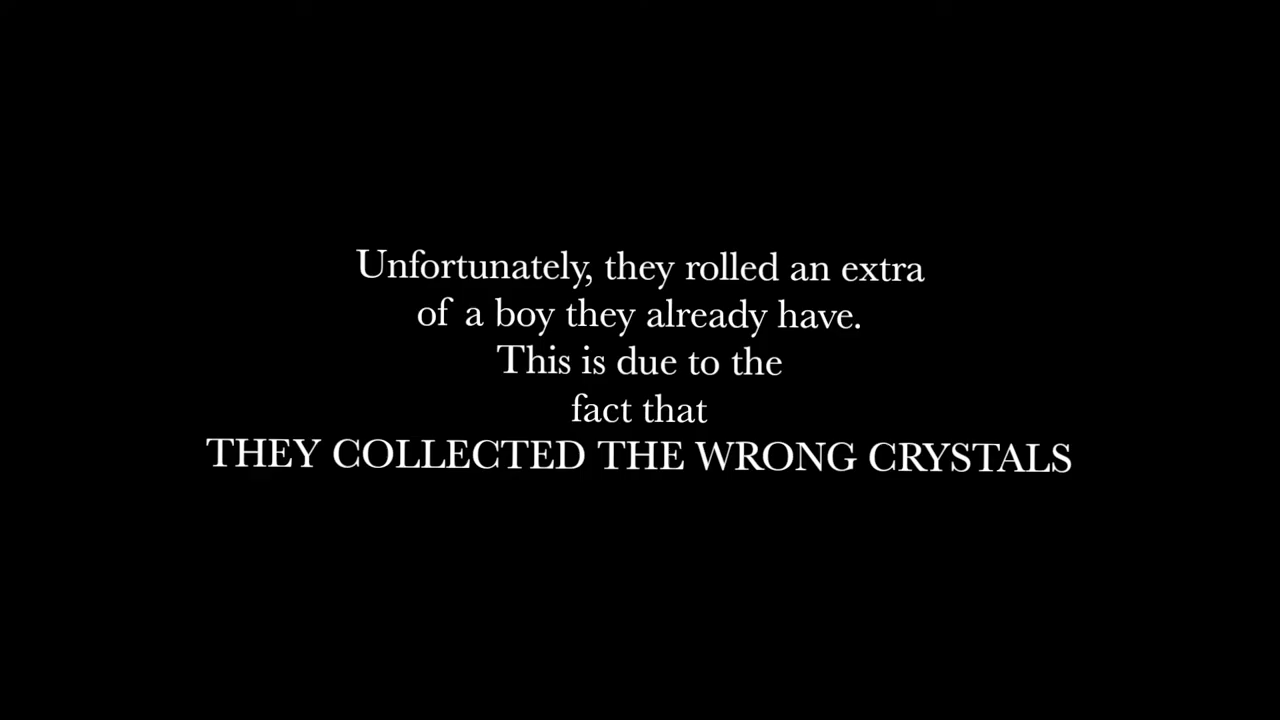 Unfortunately, they rolled an extra
of a boy they already have.
This is due to the
fact that
THEY COLLECTED THE WRONG CRYSTALS